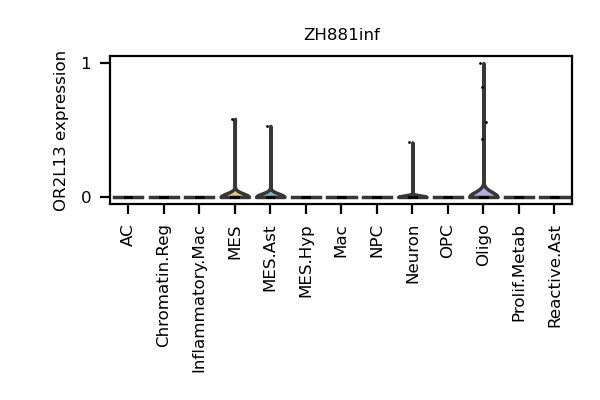 ZH881inf
OR2L13 expression
1
0
AC
Chromatin.Reg
Inflammatory.Mac
MES
MES.Ast
MES.Hyp
Mac
NPC
Neuron
OPC
Oligo
Prolif.Metab
Reactive.Ast